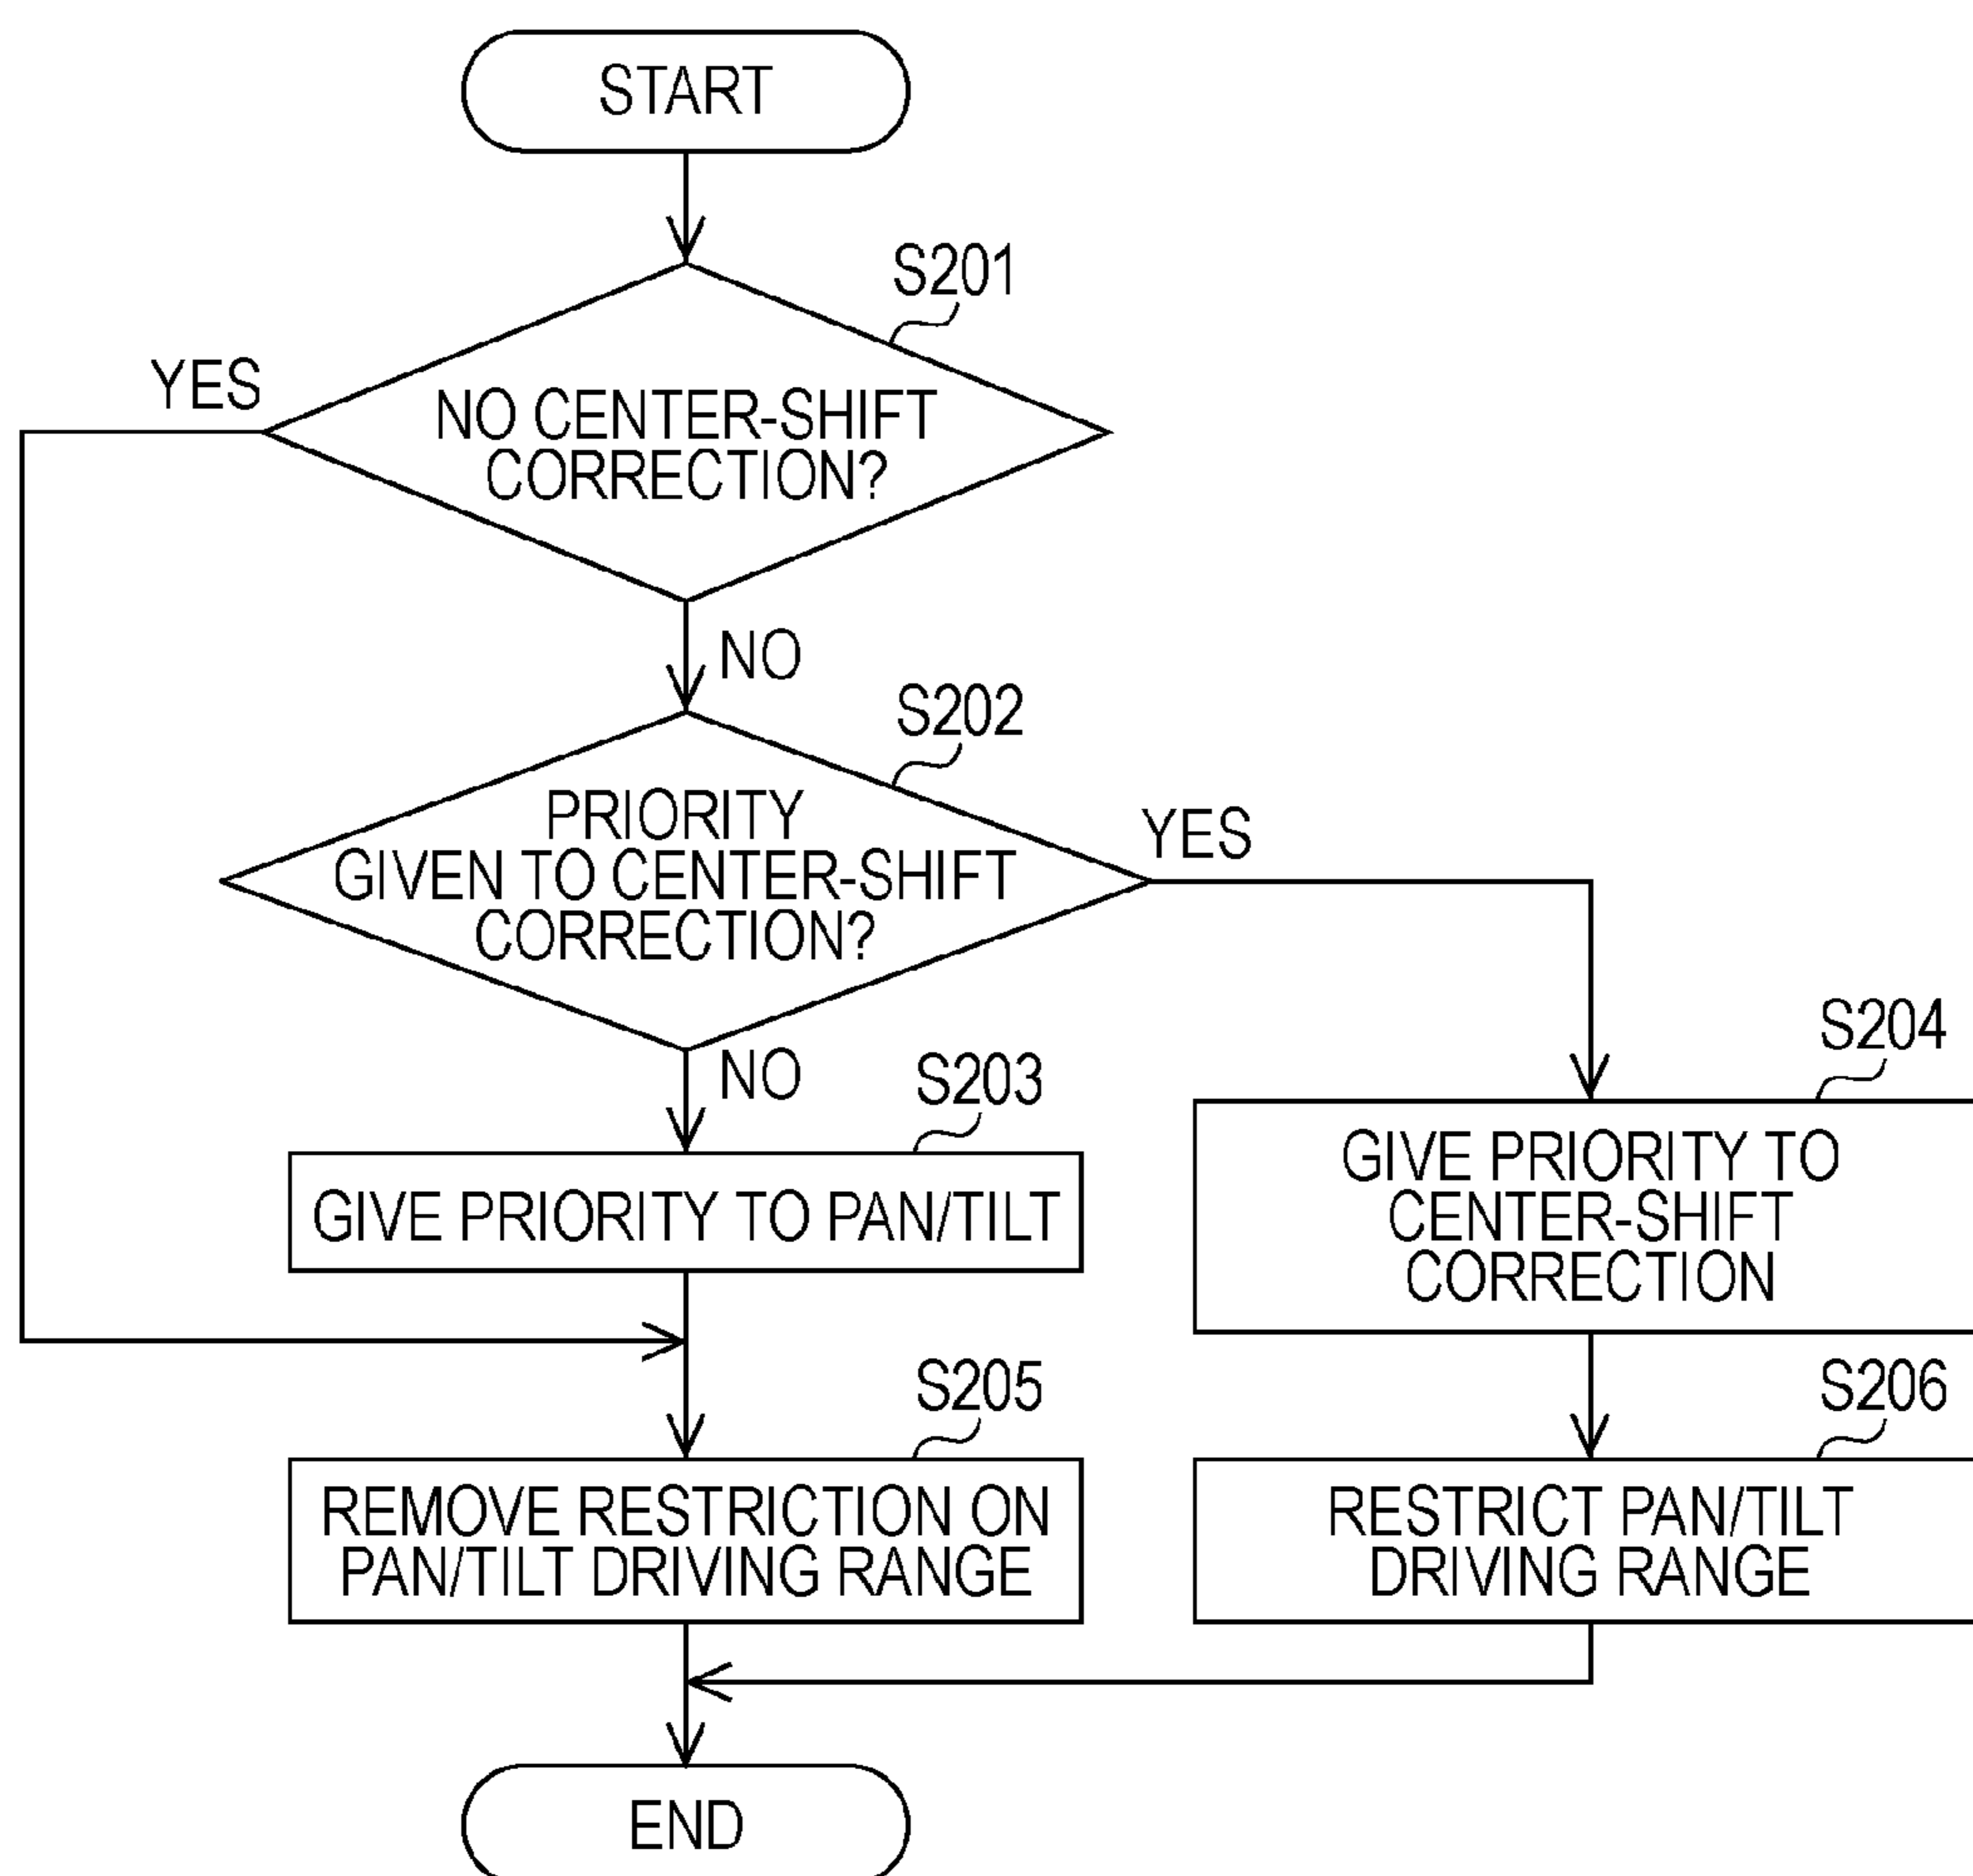 START
S201
YES
NO CENTER-SHIFT
CORRECTION?
NO
S202
PRIORITY
GIVEN TO CENTER-SHIFT
CORRECTION?
YES
NO
S203
GIVE PRIORITY TO PAN/TILT
S204
GIVE PRIORITY TO
CENTER-SHIFT
CORRECTION
S205
REMOVE RESTRICTION ON
PAN/TILT DRIVING RANGE
S206
RESTRICT PAN/TILT
DRIVING RANGE
END